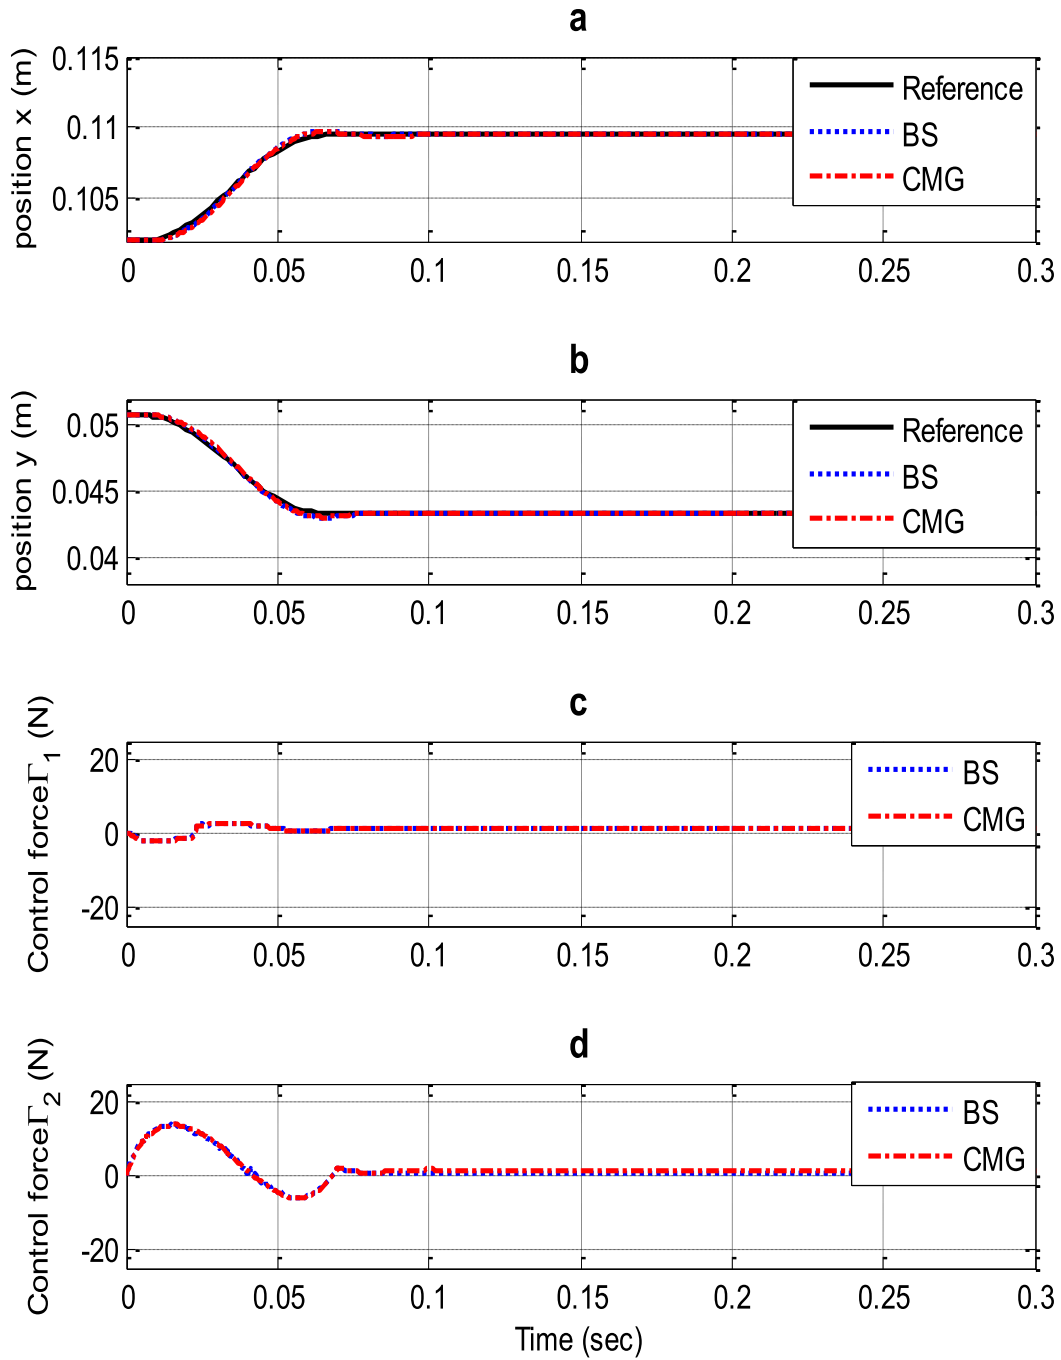 a
position x (m)
0.115
0.11
0.105
Reference
BS
CMG
0 0.05 0.1 0.15 0.2 0.25 0.3
b
position y (m)
0.05
0.045
0.04
Reference
BS
CMG
0 0.05 0.1 0.15 0.2 0.25 0.3
c
Control forceΓ1 (N)
20
0
-20
BS
CMG
0 0.05 0.1 0.15 0.2 0.25 0.3
d
Control forceΓ2 (N)
20
0
-20
BS
CMG
0 0.05 0.1 0.15 0.2 0.25 0.3
Time (sec)